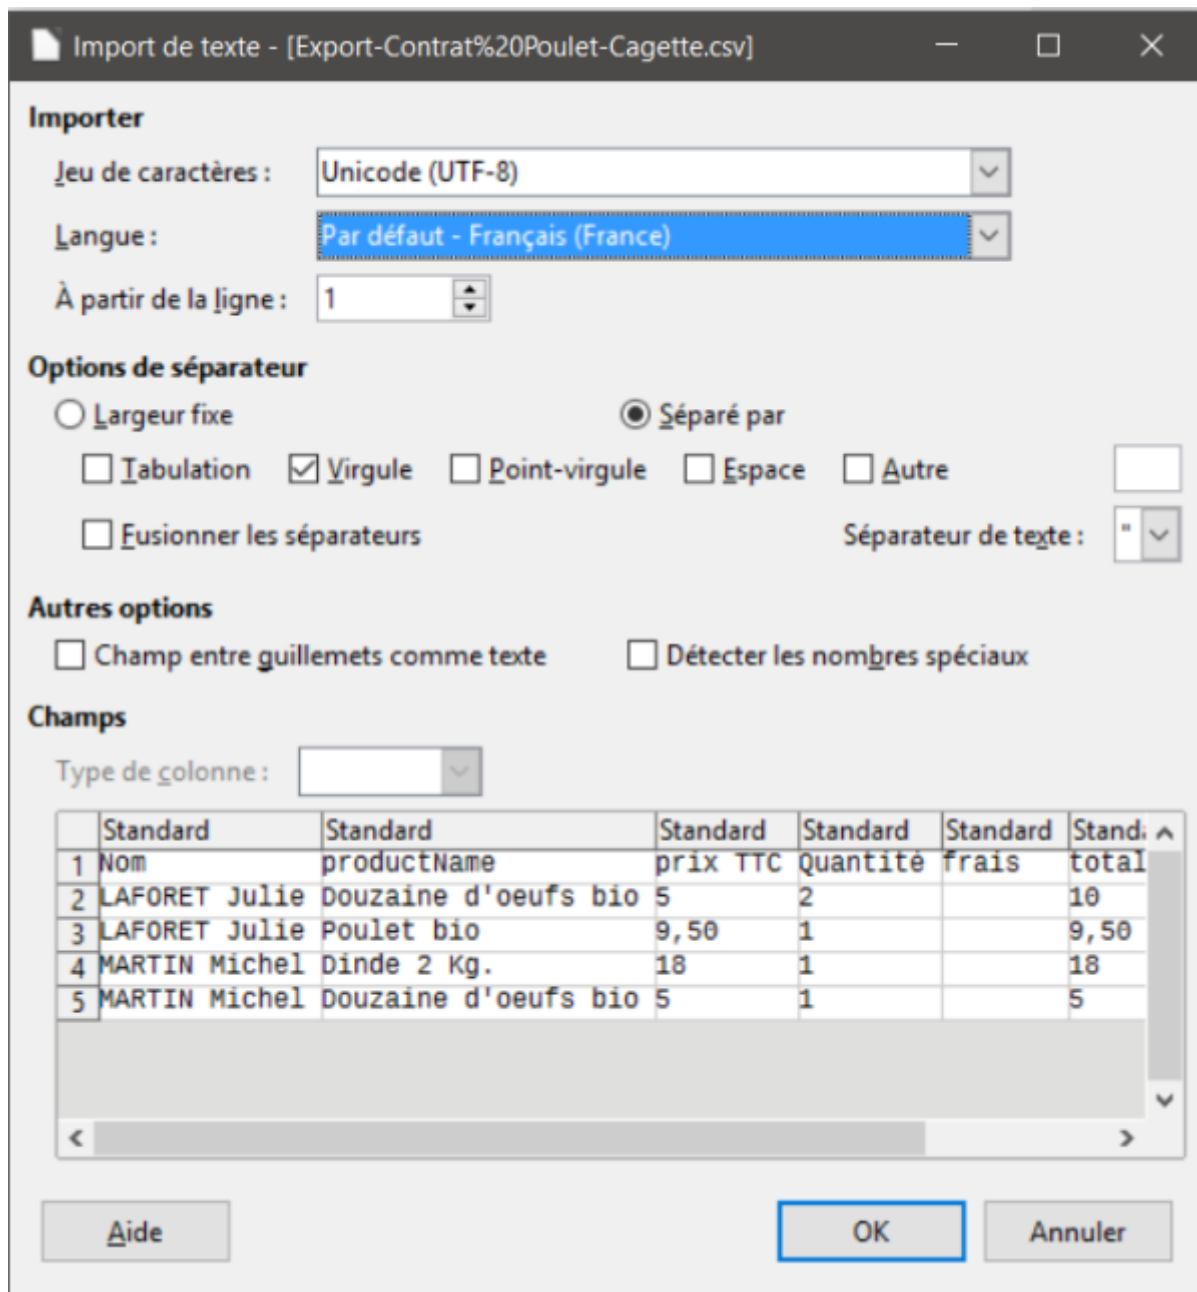 Import de texte - [Export-Contrat%20Poulet-Cagette.csv]
Importer
Jeu de caractères : Unicode (UTF-8)
Langue : Par défaut - Français (France)
À partir de la ligne : 1
Options de séparateur
Largeur fixe Séparé par
Tabulation Virgule Point-virgule Espace Autre
Fusionner les séparateurs Séparateur de texte : "
Autres options
Champ entre guillemets comme texte Détecter les nombres spéciaux
Champs
Type de colonne :
Standard Standard Standard Standard Standard Stand
1 Nom productName prix TTC Quantité frais total
2 LAFORET Julie Douzaine d'oeufs bio 5 2 10
3 LAFORET Julie Poulet bio 9,50 1 9,50
4 MARTIN Michel Dinde 2 Kg. 18 1 18
5 MARTIN Michel Douzaine d'oeufs bio 5 1 5
Aide OK Annuler